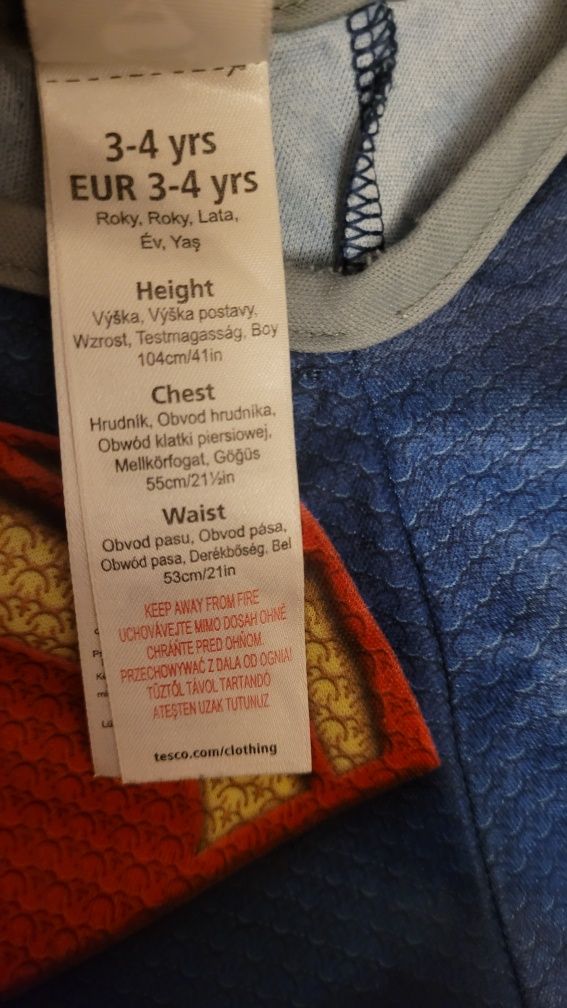 3-4 yrs
EUR 3-4 yrs
Roky, Roky, Lata,
Év, Yaş
Height
Výška, Výška postavy,
Wzrost, Testmagasság, Boy
104cm/41in
Chest
Hrudník, Obvod hrudníka,
Obwód klatki piersiowej,
Mellkőrfogat, Göğüs
55cm/21½in
Waist
Obvod pasu, Obvod pása,
Obwód pasa, Derékbőség, Bel
53cm/21in
KEEP AWAY FROM FIRE
UCHOVÁVEJTE MIMO DOSAH OHNĚ
CHRÁŇTE PRED OHŇOM
PRZECHOWYWAĆ Z DALA OD OGNIA!
TŰZTŐL TÁVOL TARTANDÓ
ATEŞTEN UZAK TUTUNUZ
tesco.com/clothing